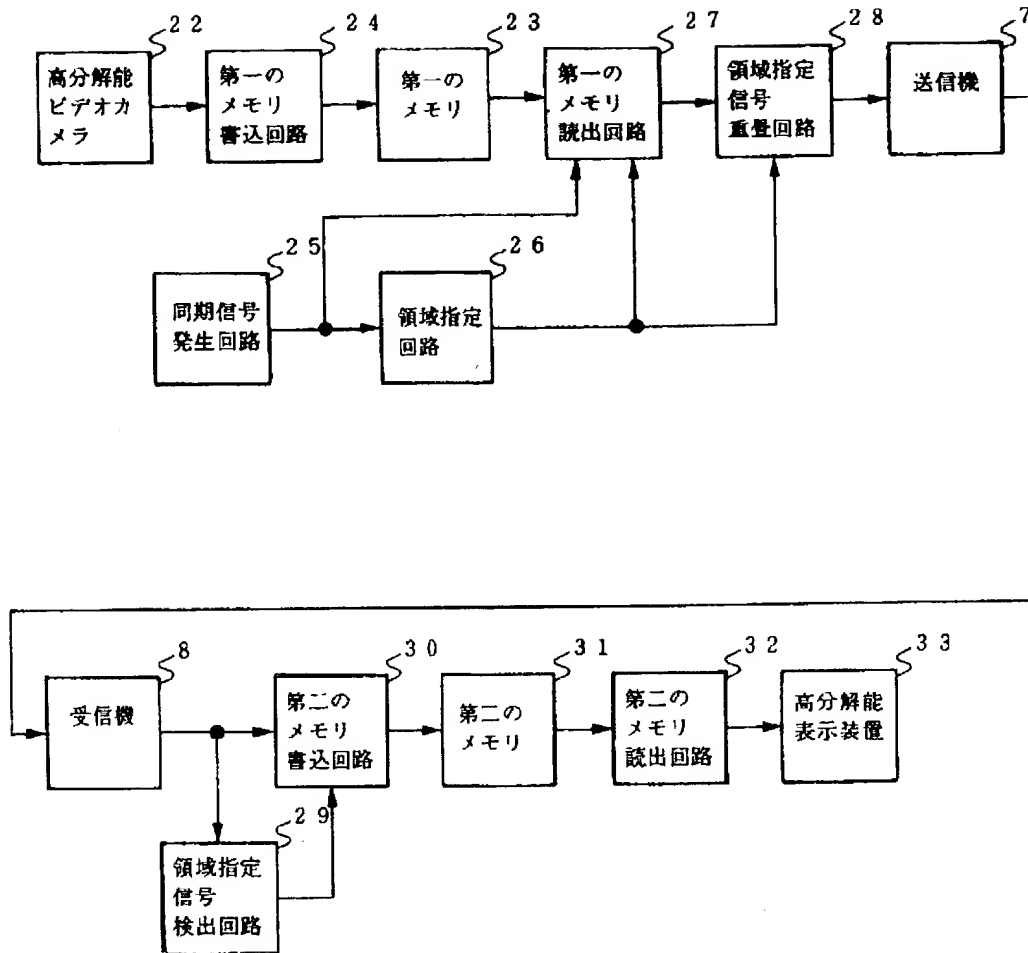 22
高分解能
ビデオカ
メラ
24
第一の
メモリ
書込回路
23
第一の
メモリ
27
第一の
メモリ
読出回路
28
領域指定
信号
重畳回路
7
送信機
25
同期信号
発生回路
26
領域指定
回路
8
受信機
30
第二の
メモリ
書込回路
31
第二の
メモリ
32
第二の
メモリ
読出回路
33
高分解能
表示装置
29
領域指定
信号
検出回路